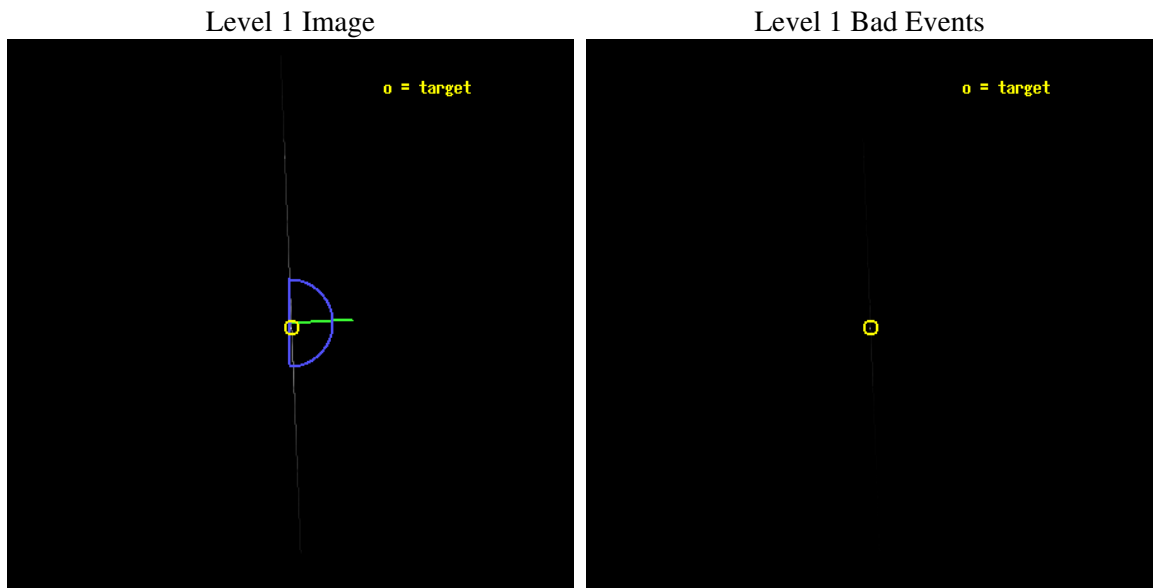 Level 1 Image
Level 1 Bad Events
o = target
o = target